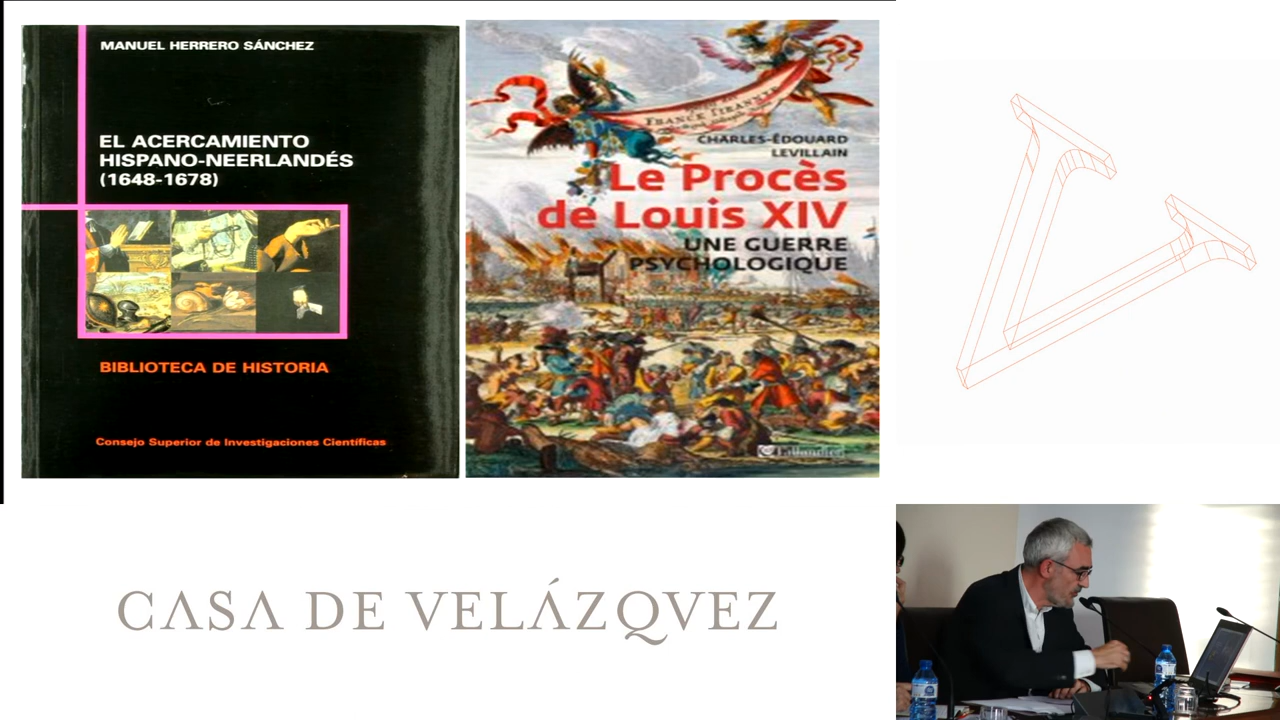 MANUEL HERRERO SÁNCHEZ
EL ACERCAMIENTO
HISPANO-NEERLANDÉS
(1648-1678)
BIBLIOTECA DE HISTORIA
Consejo Superior de Investigaciones Científicas
FRANCE TIRANNYE
CHARLES-ÉDOUARD
LEVILLAIN
Le Procès
de Louis XIV
UNE GUERRE
PSYCHOLOGIQUE
Tallandier
CASA DE VELÁZQVEZ